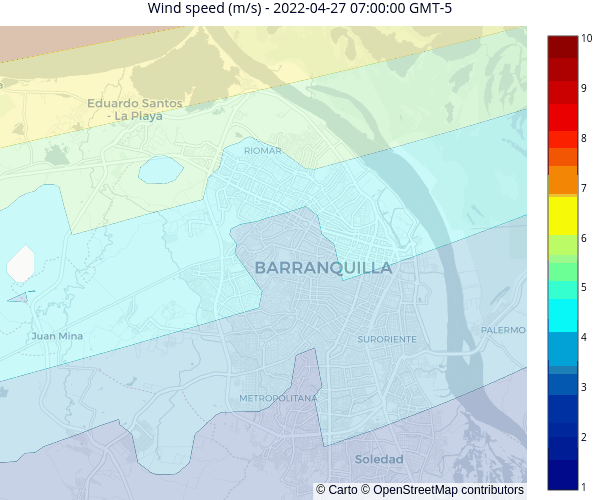 Wind speed (m/s) - 2022-04-27 07:00:00 GMT-5
Eduardo Santos
- La Playa
RIOMAR
BARRANQUILLA
Juan Mina
SURORIENTE
PALERMO
METROPOLITANA
Soledad
© Carto © OpenStreetMap contributors
10
9
8
7
6
5
4
3
2
1